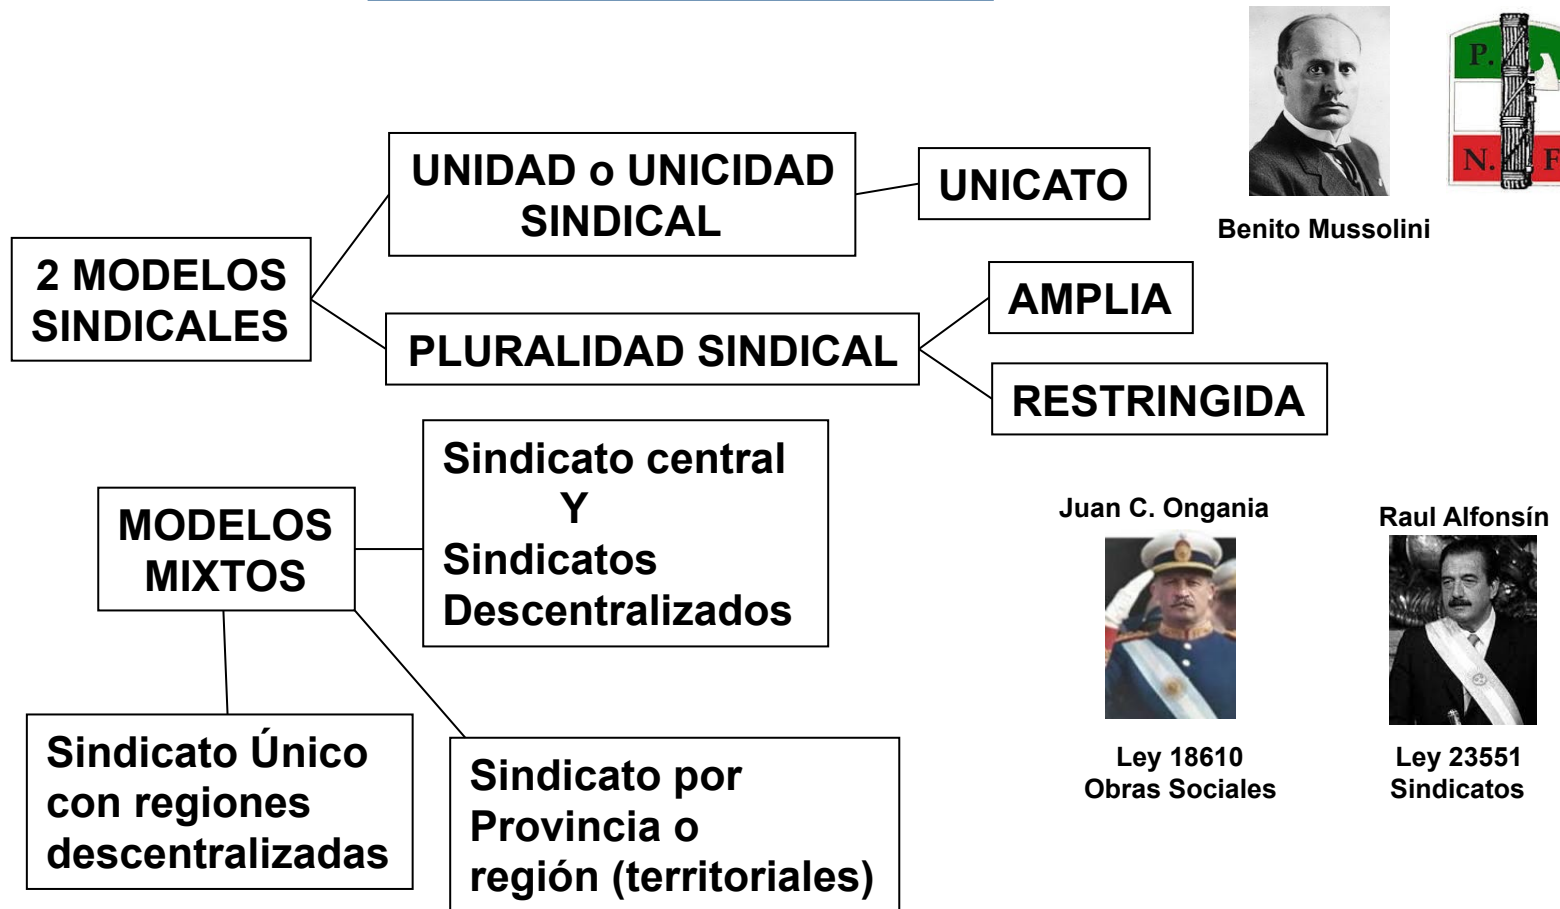 P.
N. F
Benito Mussolini
2 MODELOS
SINDICALES
UNIDAD o UNICIDAD
SINDICAL
UNICATO
PLURALIDAD SINDICAL
AMPLIA
RESTRINGIDA
MODELOS
MIXTOS
Sindicato central
Y
Sindicatos
Descentralizados
Sindicato Único
con regiones
descentralizadas
Sindicato por
Provincia o
región (territoriales)
Juan C. Ongania
Ley 18610
Obras Sociales
Raul Alfonsín
Ley 23551
Sindicatos